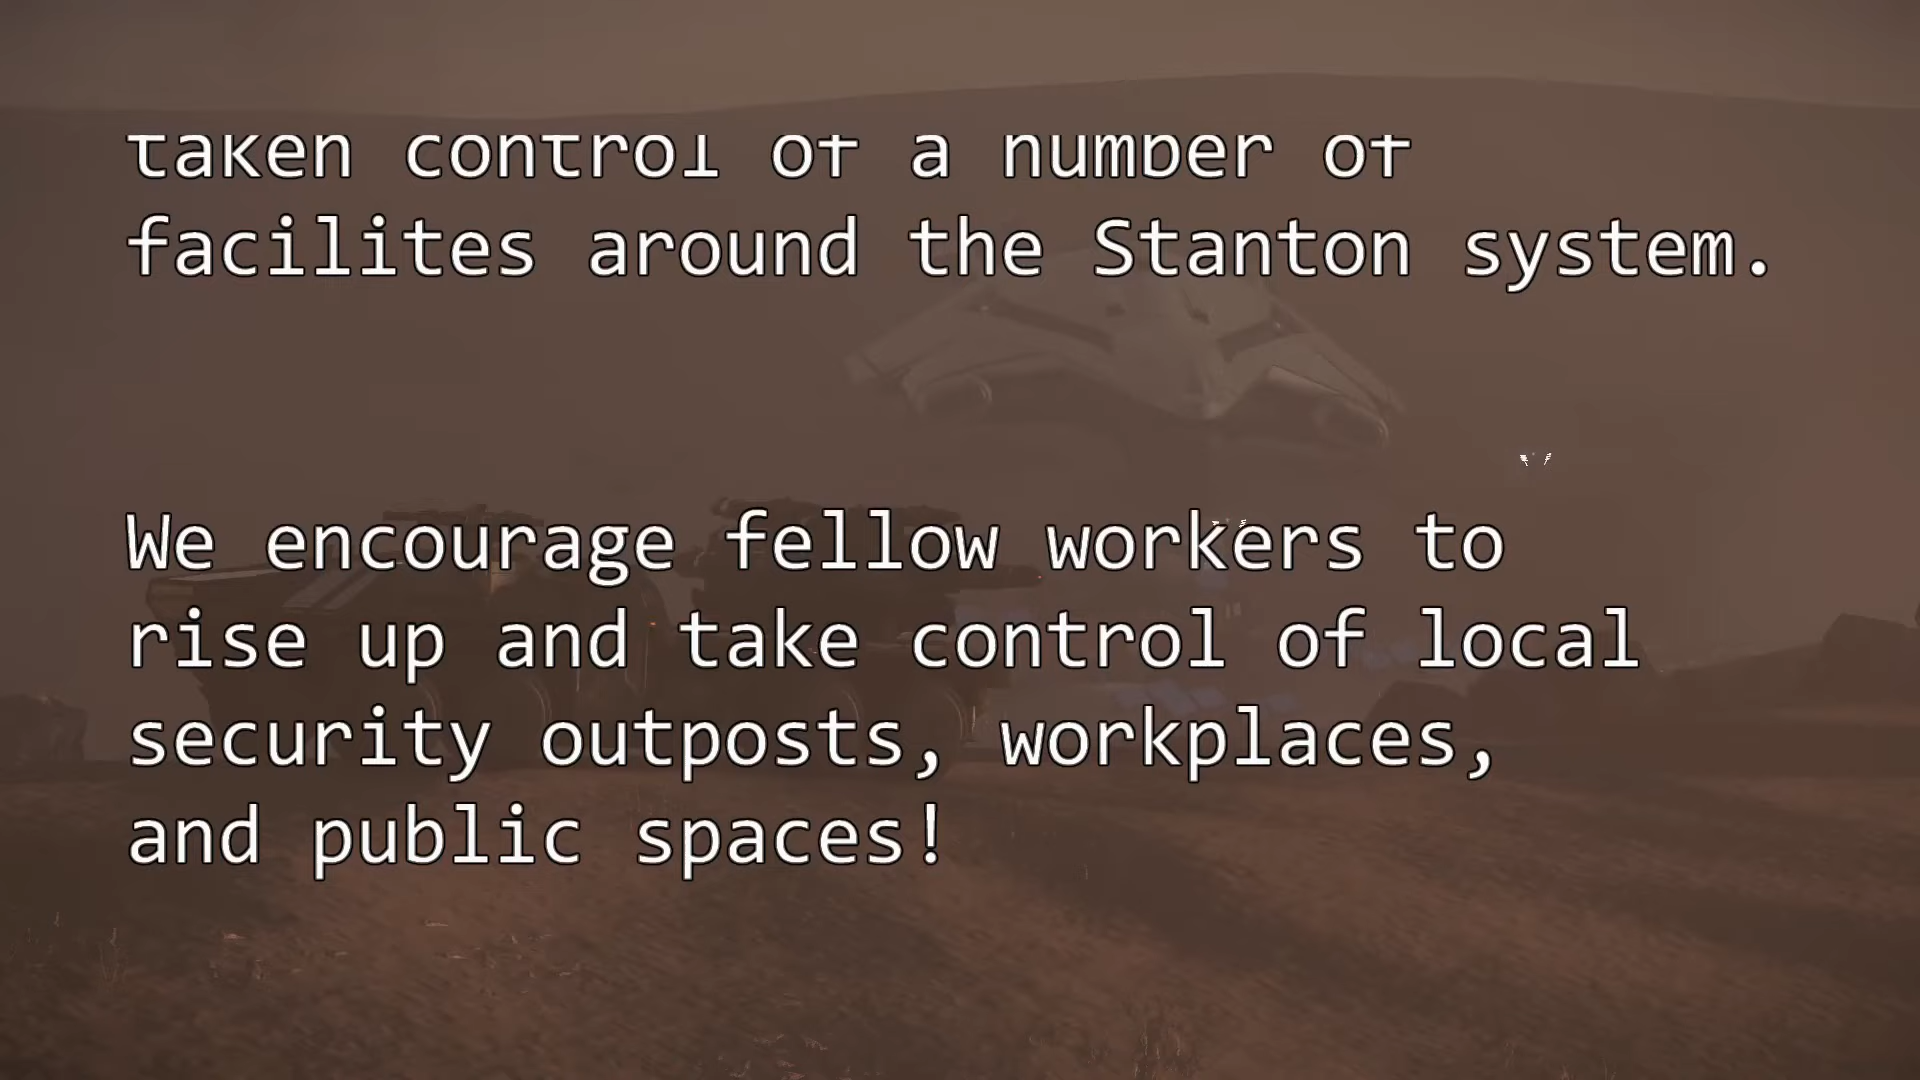 taken control of a number of
facilites around the Stanton system.
We encourage fellow workers to
rise up and take control of local
security outposts, workplaces,
and public spaces!